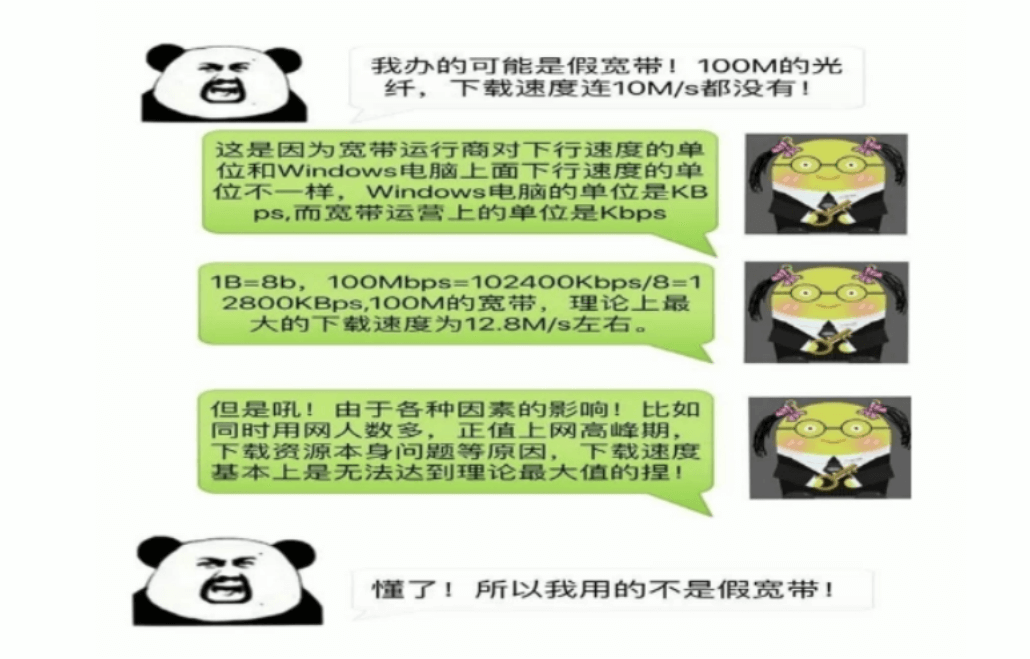 我办的可能是假宽带！100M的光
纤，下载速度连10M/s都没有！
这是因为宽带运行商对下行速度的单
位和Windows电脑上面下行速度的单
位不一样，Windows电脑的单位是KB
ps,而宽带运营上的单位是Kbps
1B=8b，100Mbps=102400Kbps/8=1
2800KBps,100M的宽带，理论上最
大的下载速度为12.8M/s左右。
但是吼！由于各种因素的影响！比如
同时用网人数多，正值上网高峰期，
下载资源本身问题等原因，下载速度
基本上是无法达到理论最大值的捏！
懂了！所以我用的不是假宽带！